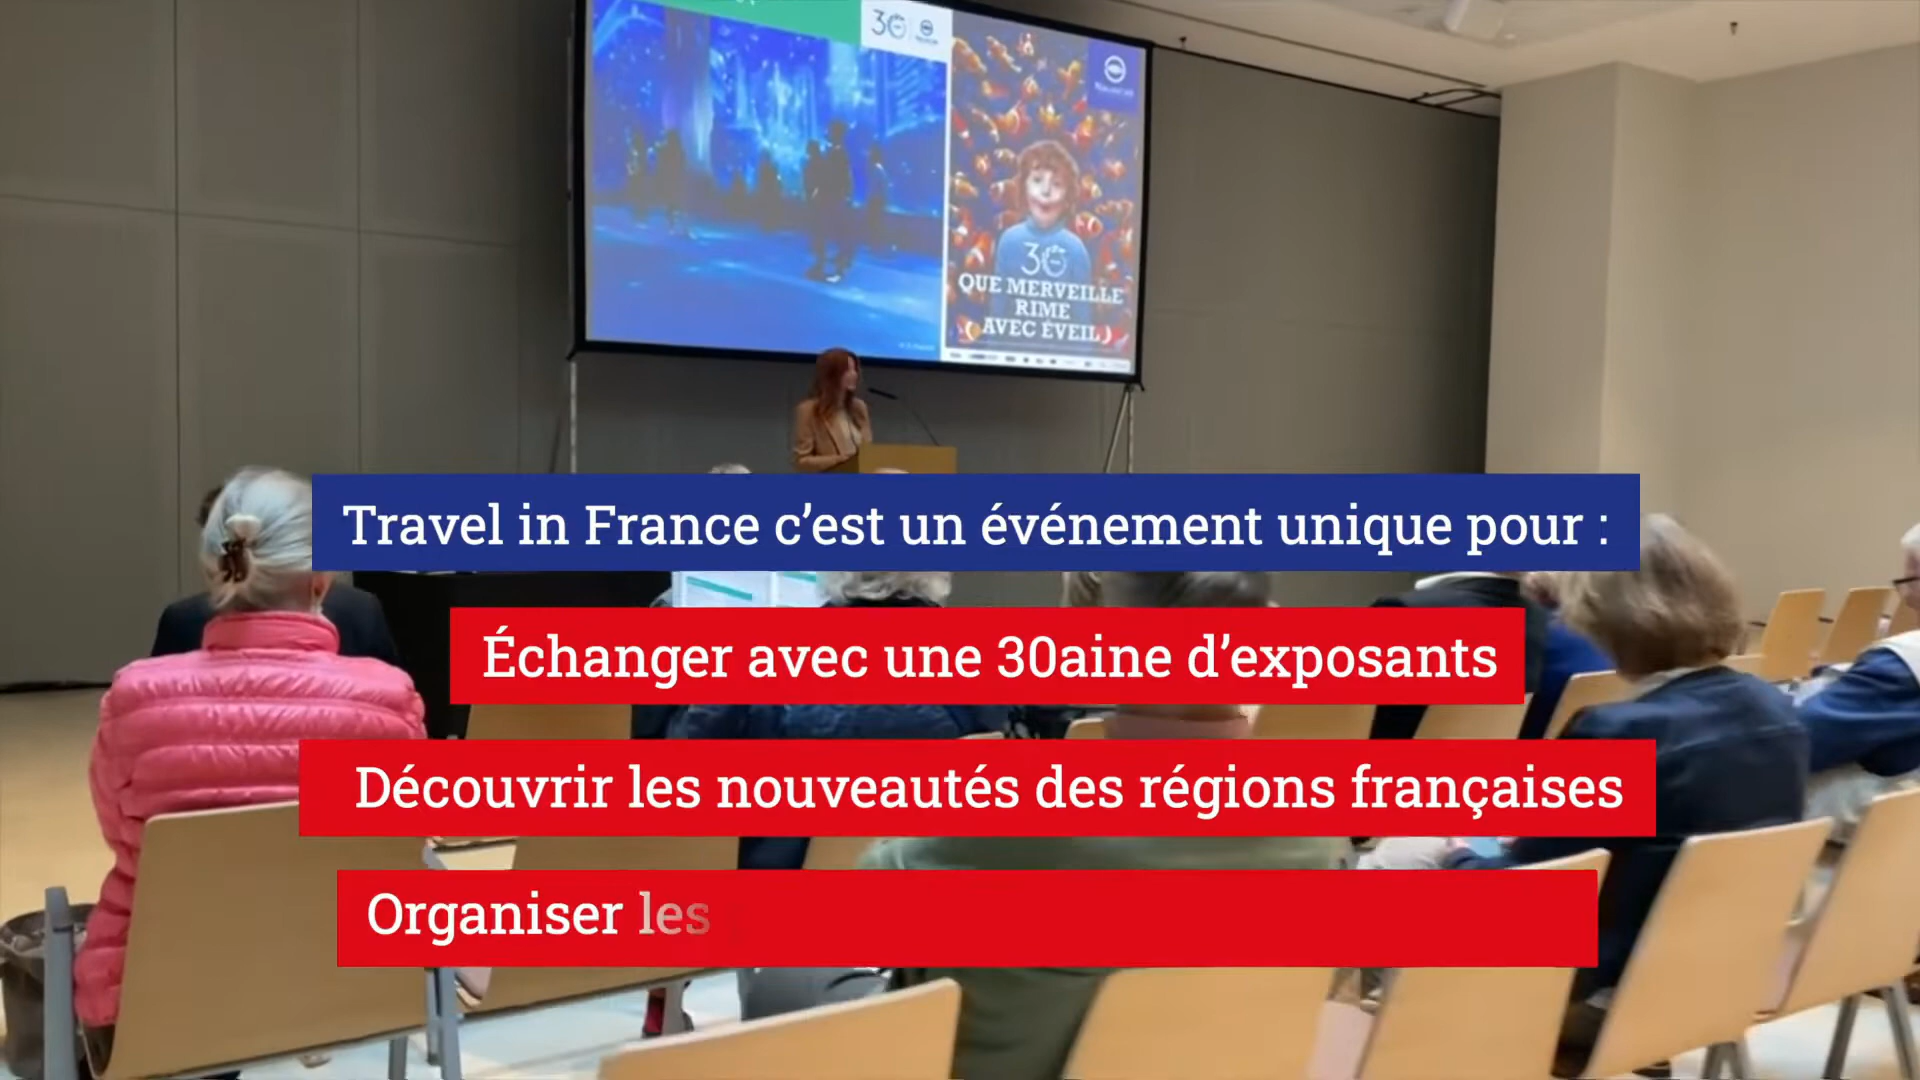 30
30
QUE MERVEILLE
RIME
(AVEC ÉVEIL)
Travel in France c’est un événement unique pour :
Échanger avec une 30aine d’exposants
Découvrir les nouveautés des régions françaises
Organiser les